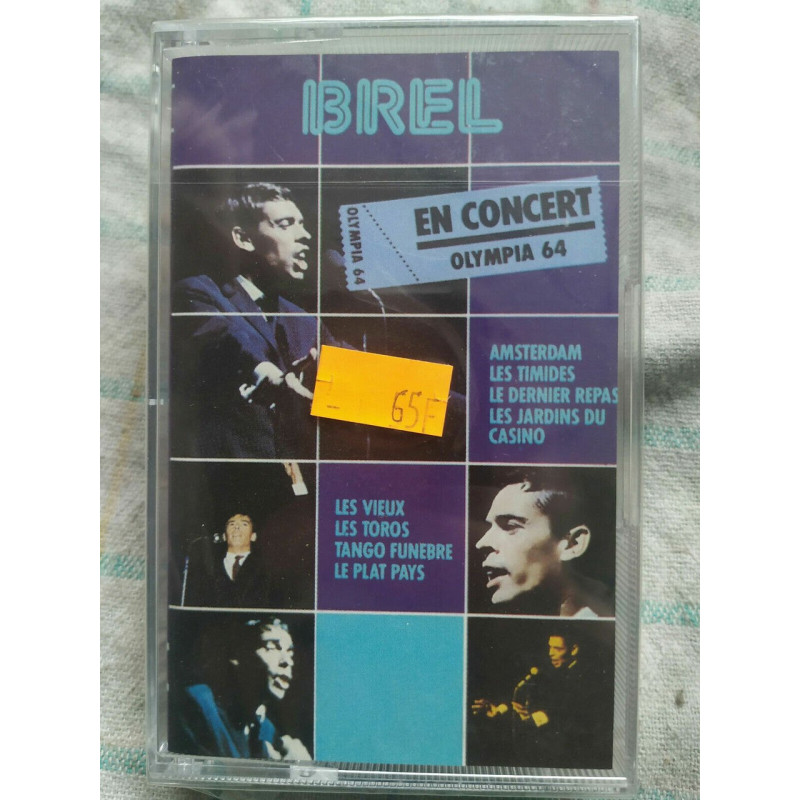 BREL
OLYMPIA 64
EN CONCERT
OLYMPIA 64
AMSTERDAM
LES TIMIDES
LE DERNIER REPAS
LES JARDINS DU
CASINO
65F
LES VIEUX
LES TOROS
TANGO FUNEBRE
LE PLAT PAYS